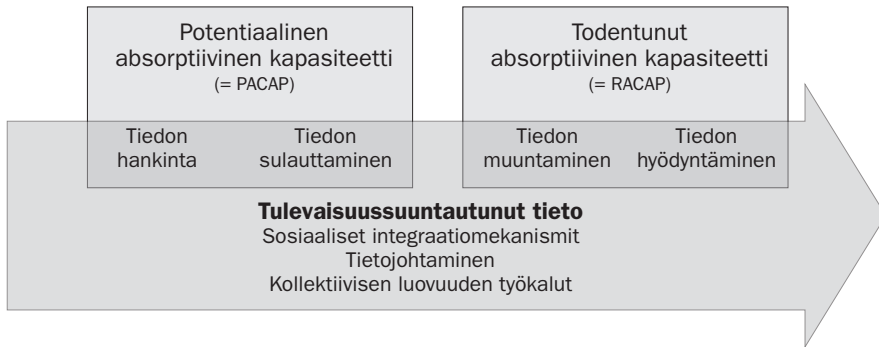 Potentiaalinen
absorptiivinen kapasiteetti
(= PACAP)
Todentunut
absorptiivinen kapasiteetti
(= RACAP)
Tiedon
hankinta
Tiedon
sulauttaminen
Tiedon
muuntaminen
Tiedon
hyödyntäminen
Tulevaisuussuuntautunut tieto
Sosiaaliset integraatiomekanismit
Tietojohtaminen
Kollektiivisen luovuuden työkalut